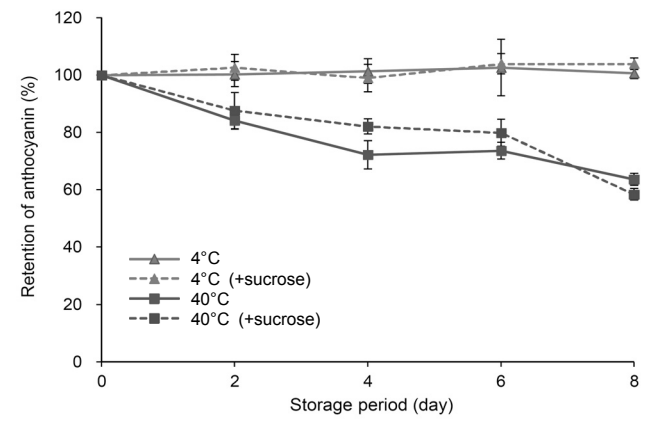 120
100
80
60
40
20
0
Retention of anthocyanin (%)
4°C
4°C (+sucrose)
40°C
40°C (+sucrose)
0 2 4 6 8
Storage period (day)